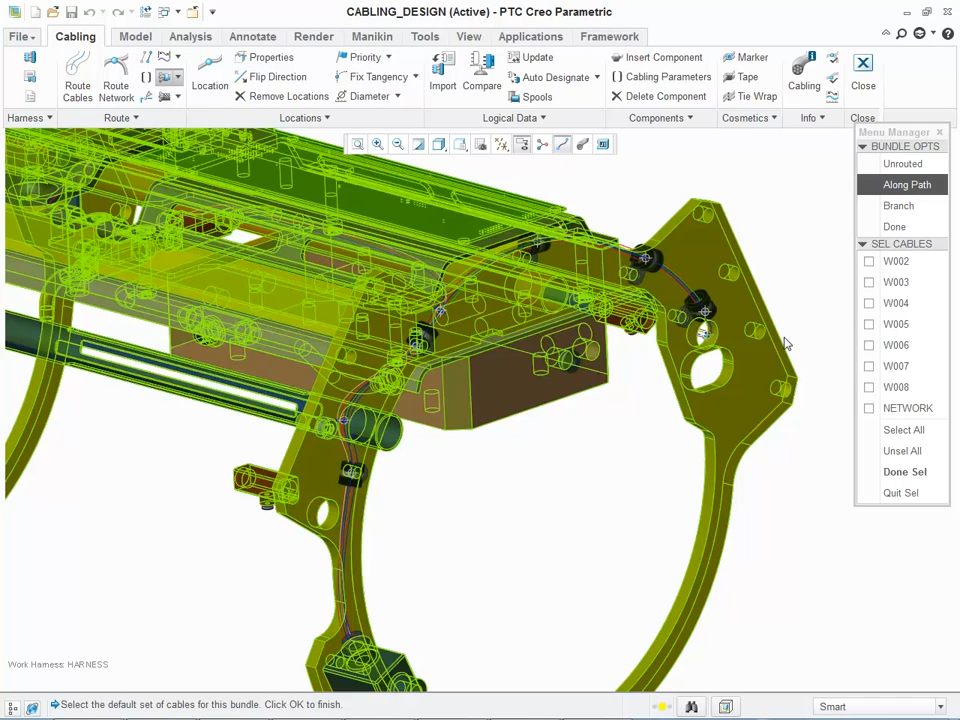 CABLING_DESIGN (Active) - PTC Creo Parametric
File Cabling Model Analysis Annotate Render Manikin Tools View Applications Framework
Route Cables
Route Network
Location
Properties
Flip Direction
Remove Locations
Priority
Fix Tangency
Diameter
Import
Compare
Update
Auto Designate
Spools
Insert Component
Cabling Parameters
Delete Component
Marker
Tape
Tie Wrap
Cabling
Close
Harness Route Locations Logical Data Components Cosmetics Info Close
Menu Manager
BUNDLE OPTS
Unrouted
Along Path
Branch
Done
SEL CABLES
W002
W003
W004
W005
W006
W007
W008
NETWORK
Select All
Unsel All
Done Sel
Quit Sel
Work Harness: HARNESS
Select the default set of cables for this bundle. Click OK to finish.
Smart